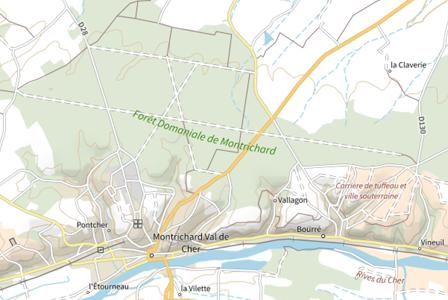 D28
la Claverie
Forêt Domaniale de Montrichard
D130
Carrière de tuffeau et
ville souterraine
Vallagon
Pontcher
Montrichard Val de
Cher
Bourré
Vineuil
Rives du Cher
l'Étourneau
la Vilette